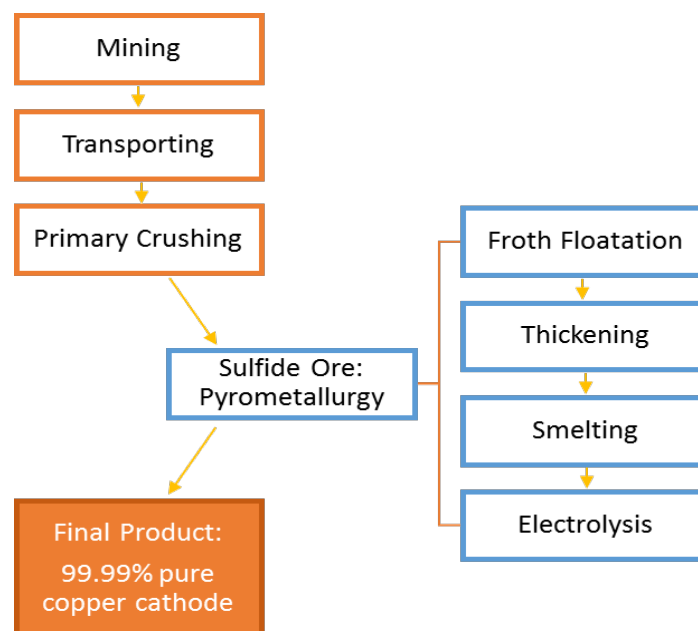 Mining
Transporting
Primary Crushing
Sulfide Ore:
Pyrometallurgy
Froth Floatation
Thickening
Smelting
Electrolysis
Final Product:
99.99% pure
copper cathode